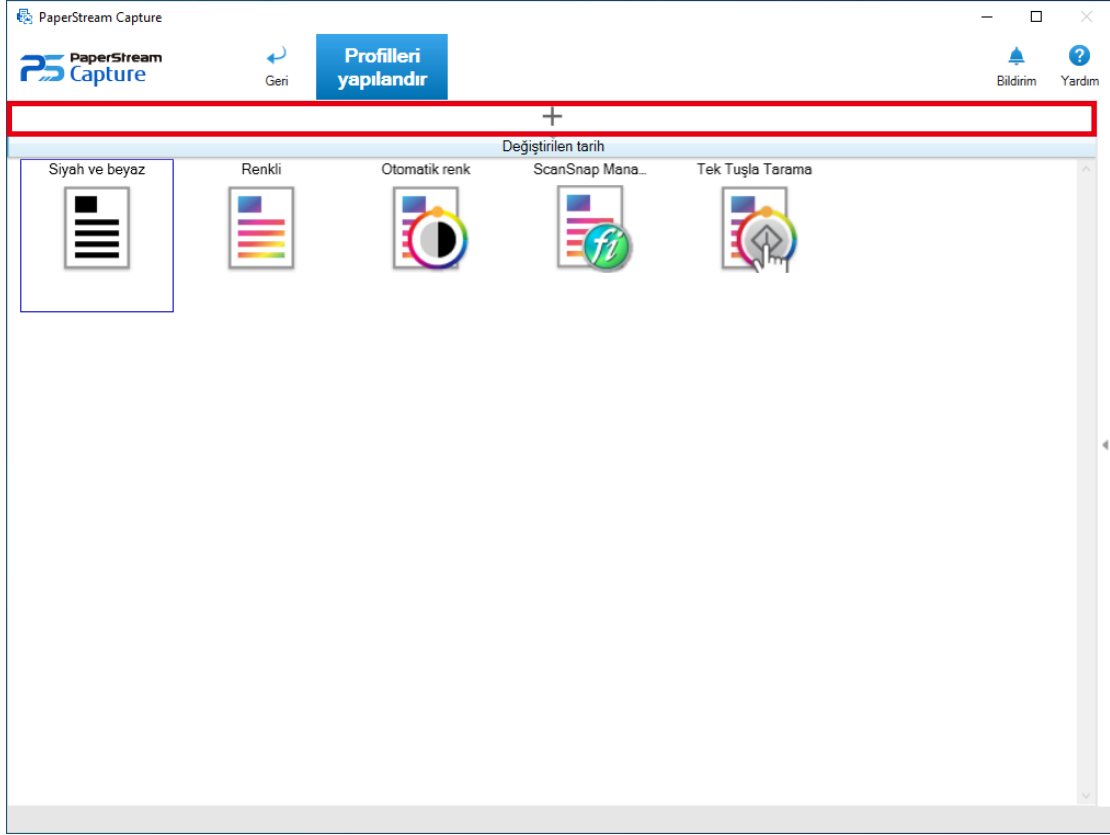 PaperStream Capture
PaperStream
Capture
Geri
Profilleri
yapılandır
Bildirim
Yardım
Değiştirilen tarih
Siyah ve beyaz
Renkli
Otomatik renk
ScanSnap Mana...
Tek Tuşla Tarama
fi